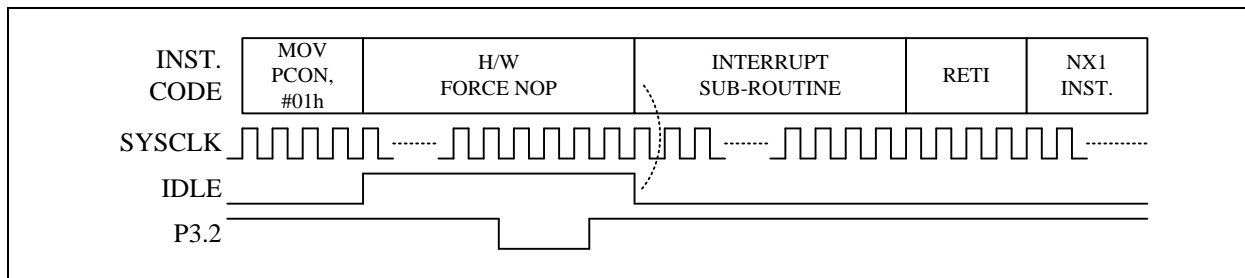 INST.
CODE
MOV
PCON,
#01h
H/W
FORCE NOP
INTERRUPT
SUB-ROUTINE
RETI
NX1
INST.
SYSCLK
IDLE
P3.2